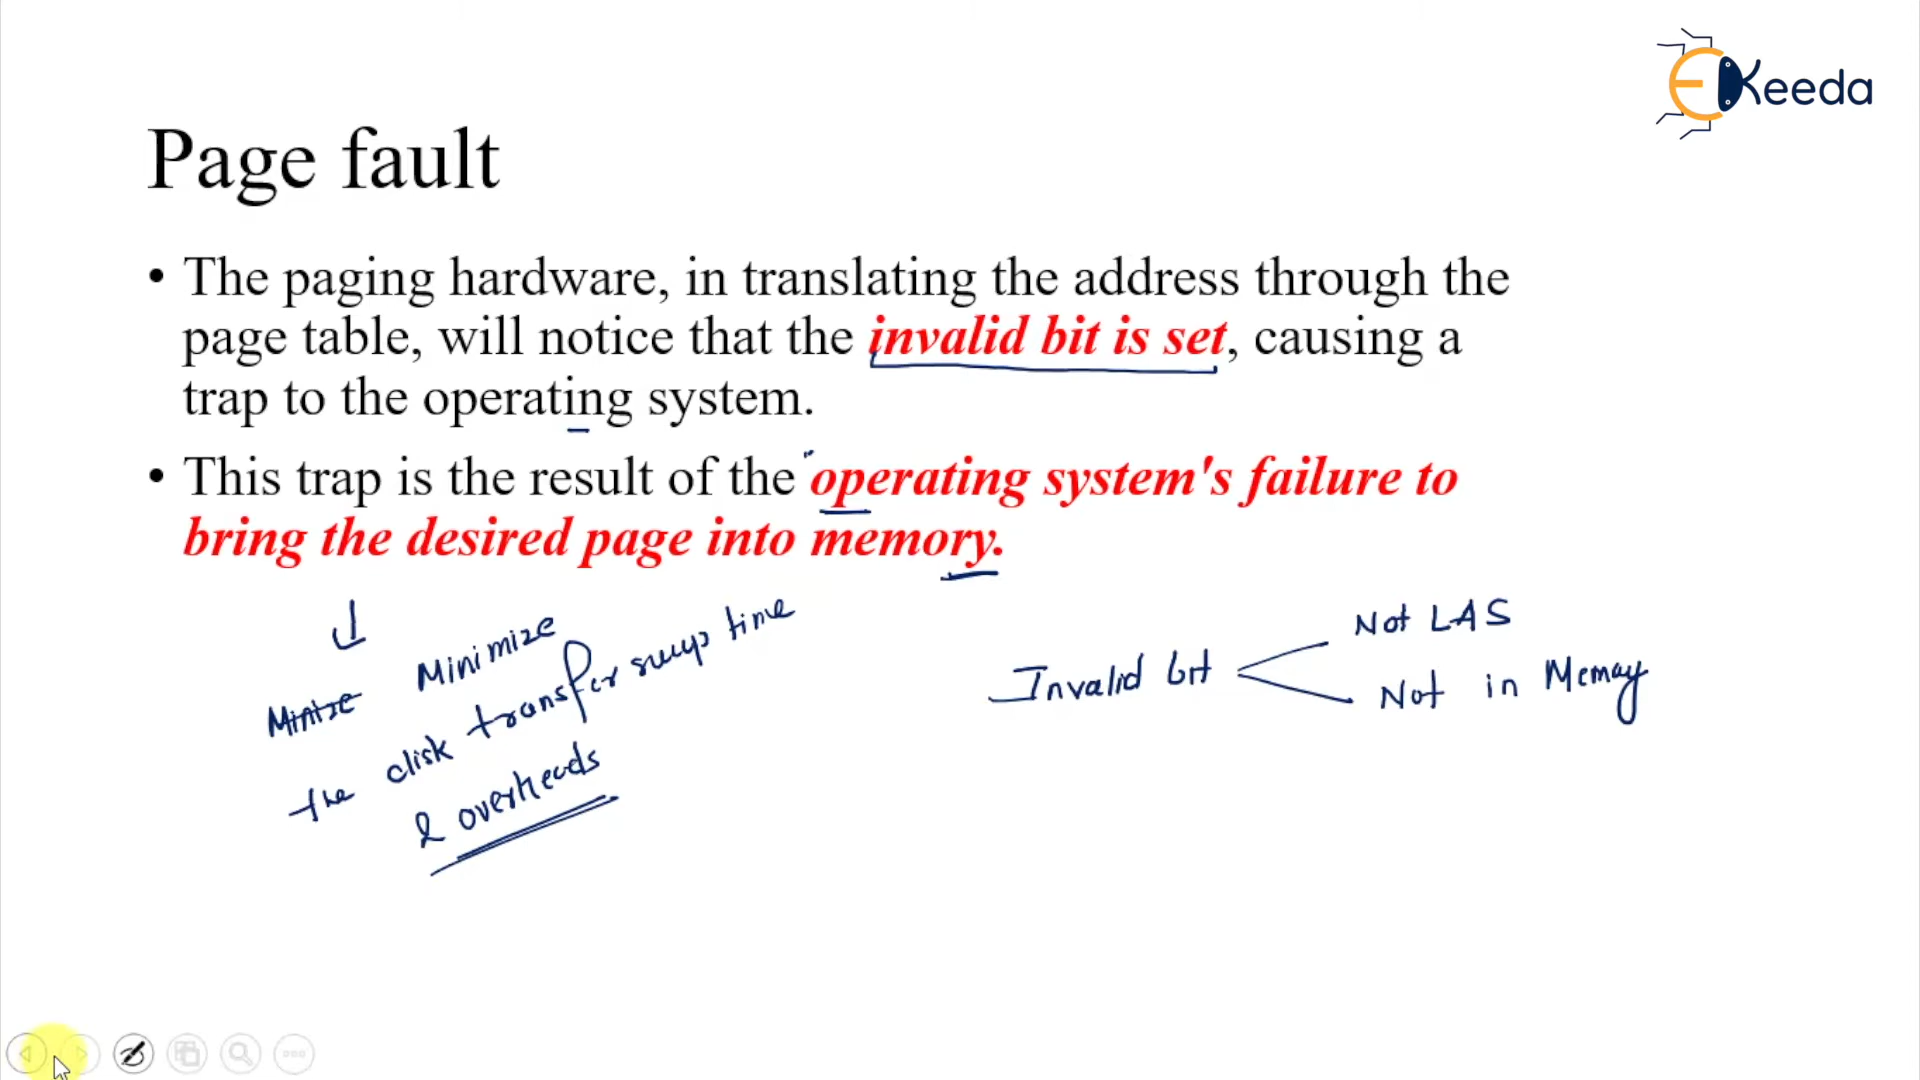 EKeeda
Page fault
• The paging hardware, in translating the address through the
page table, will notice that the invalid bit is set, causing a
trap to the operating system.
• This trap is the result of the operating system's failure to
bring the desired page into memory.
Minimize
the disk transfer swap time
& overheads
Invalid bit
Not LAS
Not in Memory